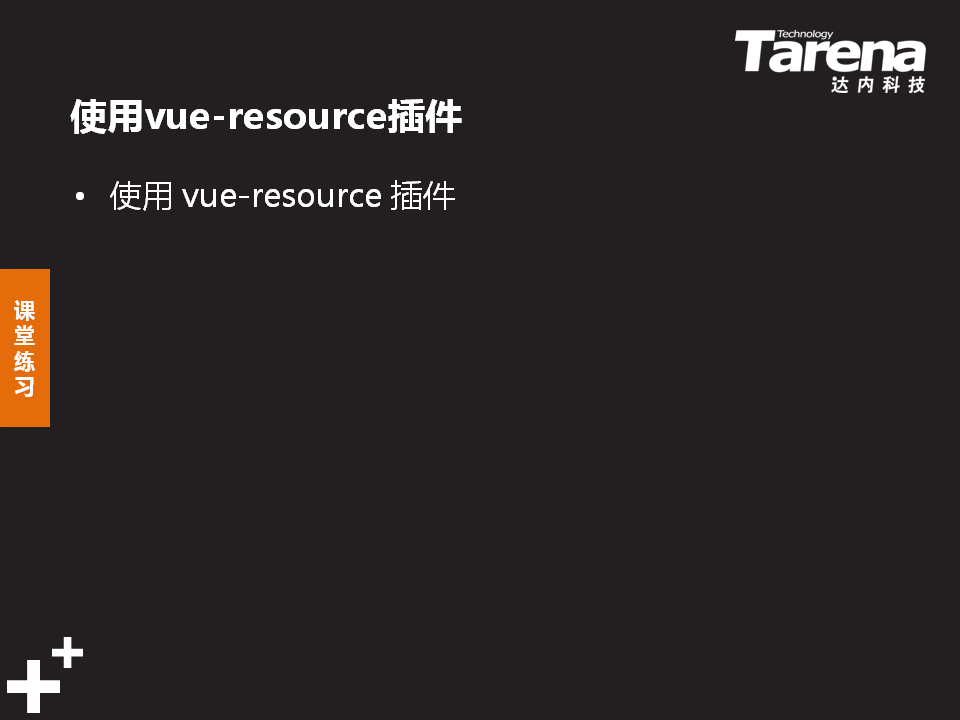 Technology
Tarena
达内科技
使用vue-resource插件
• 使用 vue-resource 插件
课
堂
练
习